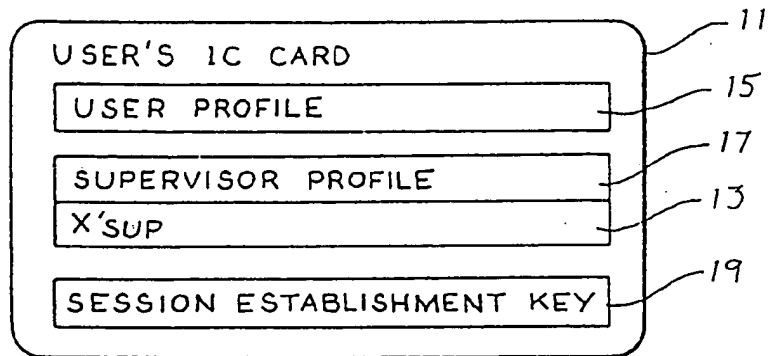 USER'S IC CARD
11
USER PROFILE
15
SUPERVISOR PROFILE
17
X'SUP
13
SESSION ESTABLISHMENT KEY
19